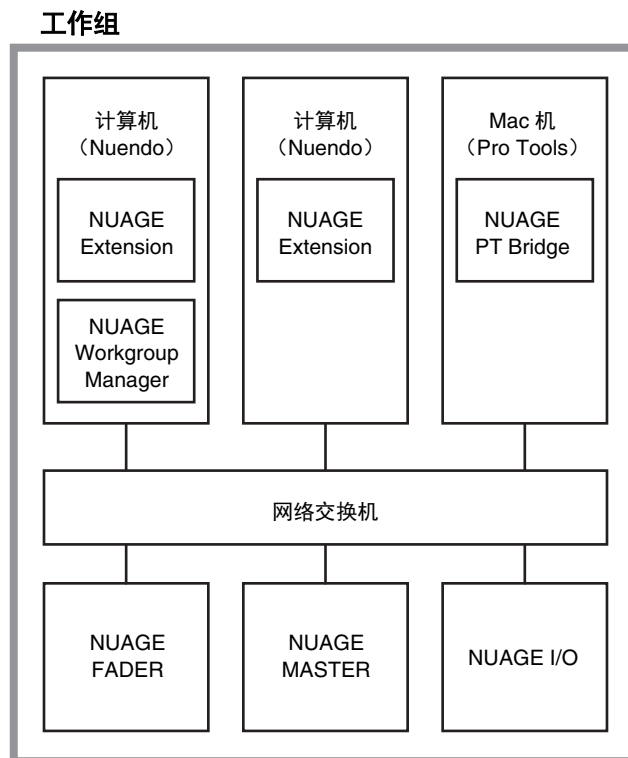 工作组
计算机
（Nuendo）
NUAGE
Extension
NUAGE
Workgroup
Manager
计算机
（Nuendo）
NUAGE
Extension
Mac 机
（Pro Tools）
NUAGE
PT Bridge
网络交换机
NUAGE
FADER
NUAGE
MASTER
NUAGE I/O